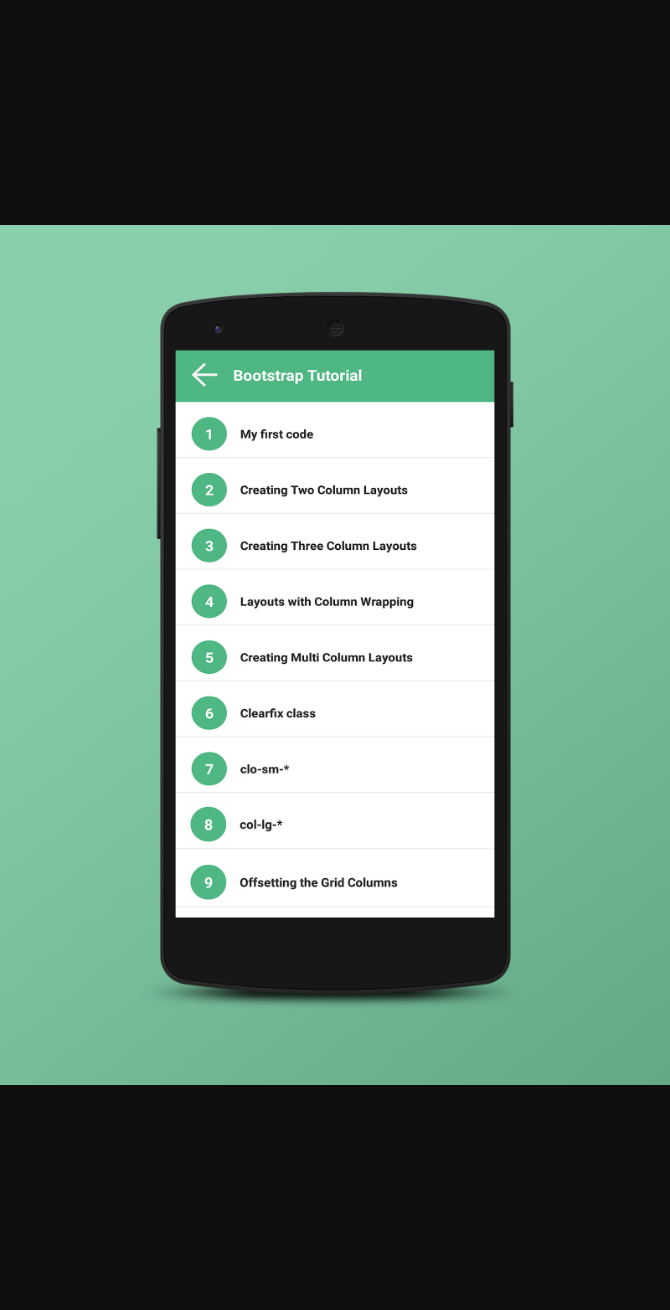 Bootstrap Tutorial
1 My first code
2 Creating Two Column Layouts
3 Creating Three Column Layouts
4 Layouts with Column Wrapping
5 Creating Multi Column Layouts
6 Clearfix class
7 clo-sm-*
8 col-lg-*
9 Offsetting the Grid Columns